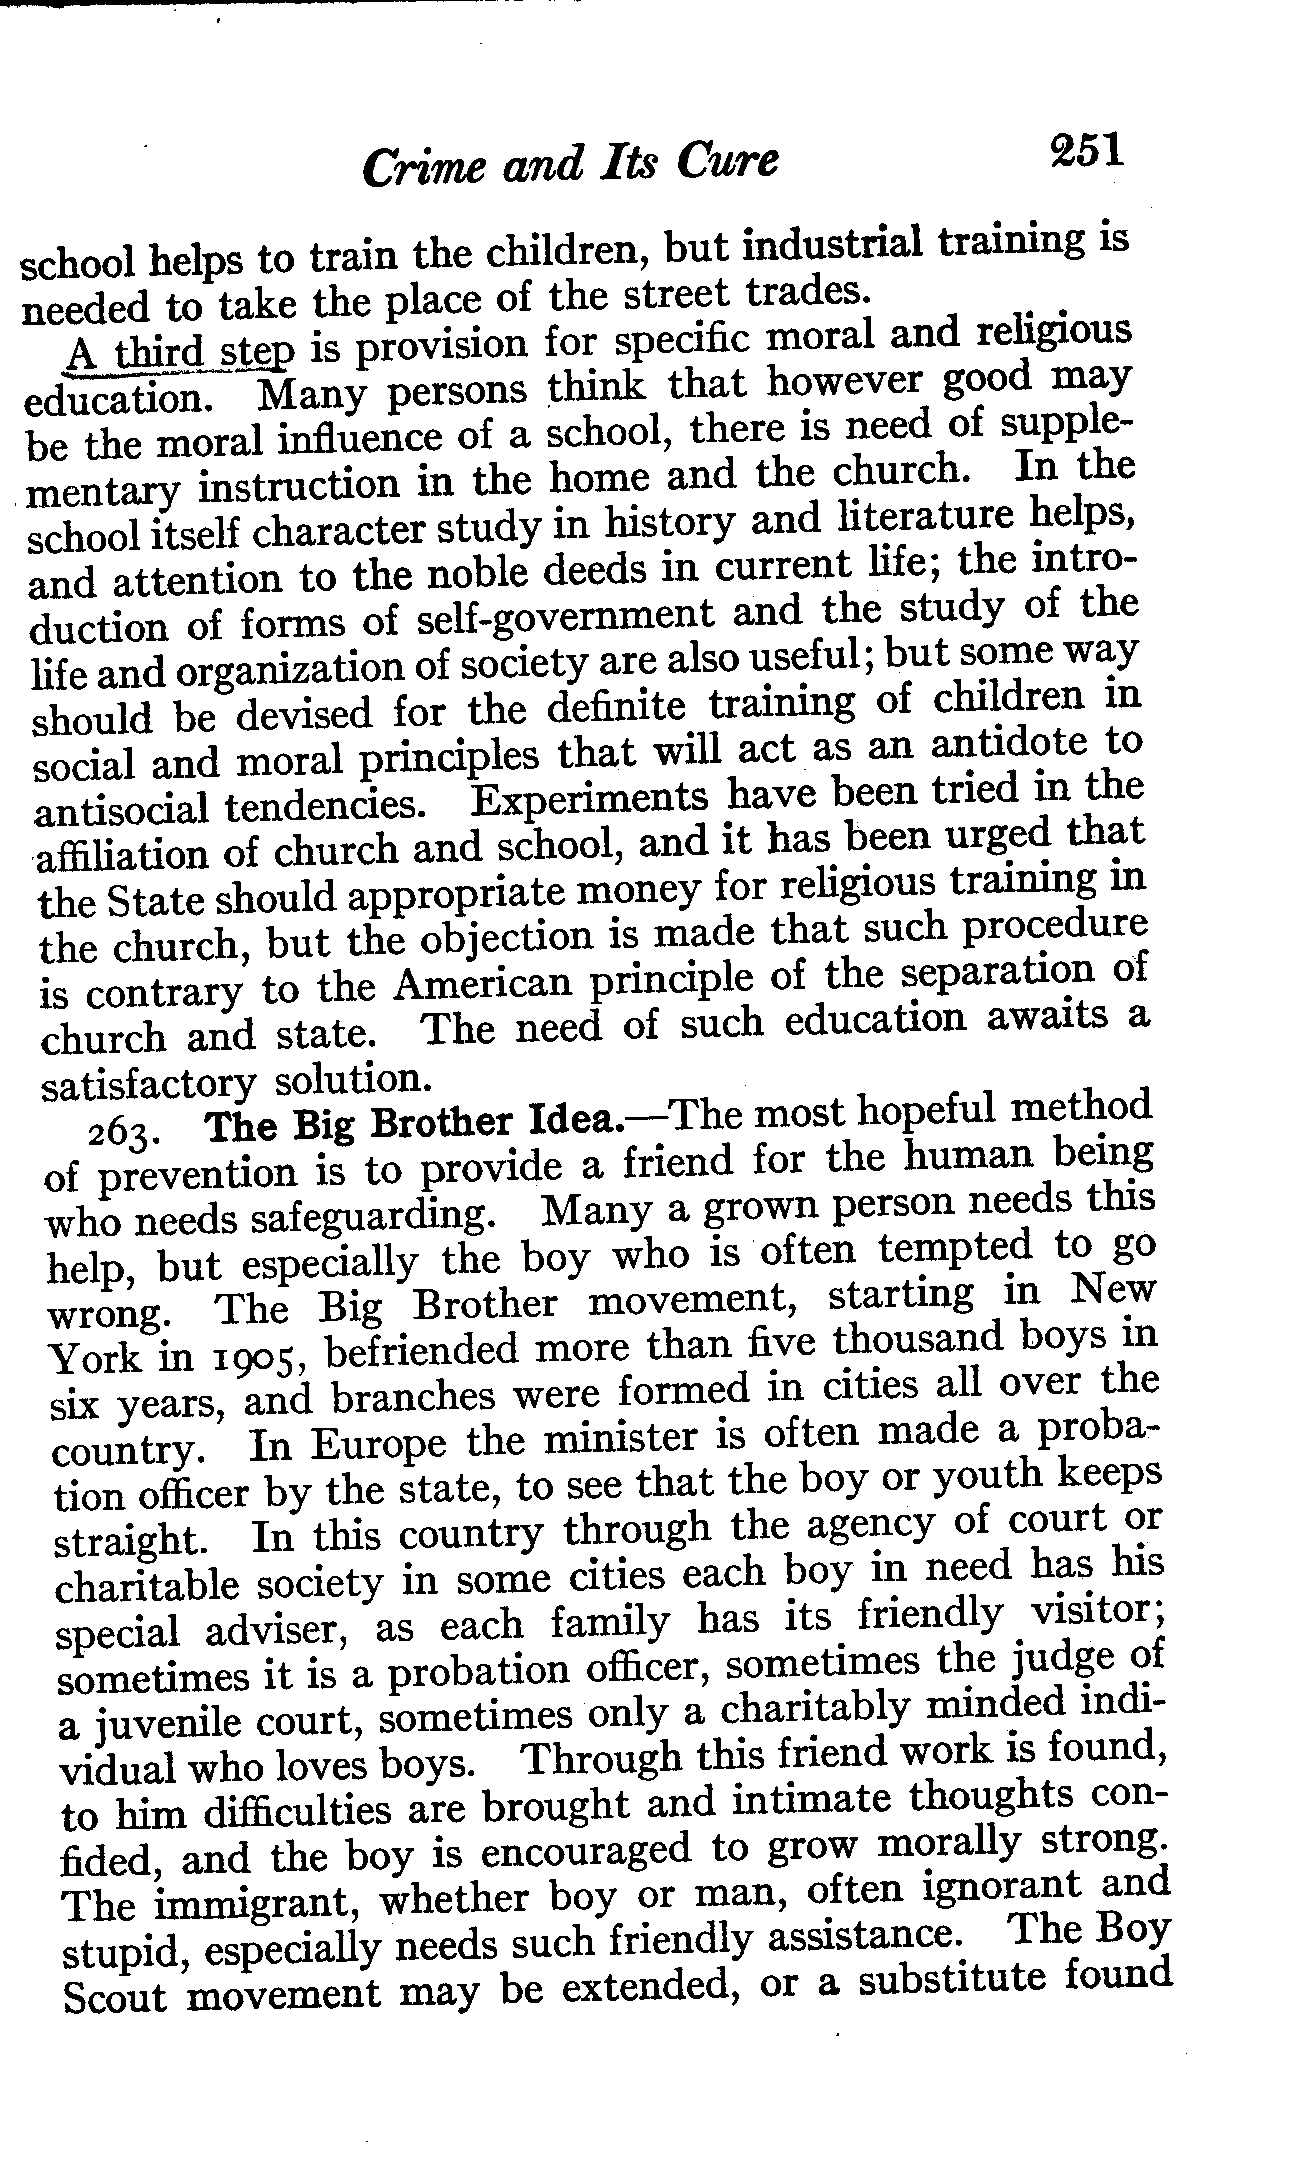 Crime and Its Cure 251
school helps to train the children, but industrial training is
needed to take the place of the street trades.
A third step is provision for specific moral and religious
education. Many persons think that however good may
be the moral influence of a school, there is need of supple-
mentary instruction in the home and the church. In the
school itself character study in history and literature helps,
and attention to the noble deeds in current life; the intro-
duction of forms of self-government and the study of the
life and organization of society are also useful; but some way
should be devised for the definite training of children in
social and moral principles that will act as an antidote to
antisocial tendencies. Experiments have been tried in the
affiliation of church and school, and it has been urged that
the State should appropriate money for religious training in
the church, but the objection is made that such procedure
is contrary to the American principle of the separation of
church and state. The need of such education awaits a
satisfactory solution.
263. The Big Brother Idea.—The most hopeful method
of prevention is to provide a friend for the human being
who needs safeguarding. Many a grown person needs this
help, but especially the boy who is often tempted to go
wrong. The Big Brother movement, starting in New
York in 1905, befriended more than five thousand boys in
six years, and branches were formed in cities all over the
country. In Europe the minister is often made a proba-
tion officer by the state, to see that the boy or youth keeps
straight. In this country through the agency of court or
charitable society in some cities each boy in need has his
special adviser, as each family has its friendly visitor;
sometimes it is a probation officer, sometimes the judge of
a juvenile court, sometimes only a charitably minded indi-
vidual who loves boys. Through this friend work is found,
to him difficulties are brought and intimate thoughts con-
fided, and the boy is encouraged to grow morally strong.
The immigrant, whether boy or man, often ignorant and
stupid, especially needs such friendly assistance. The Boy
Scout movement may be extended, or a substitute found